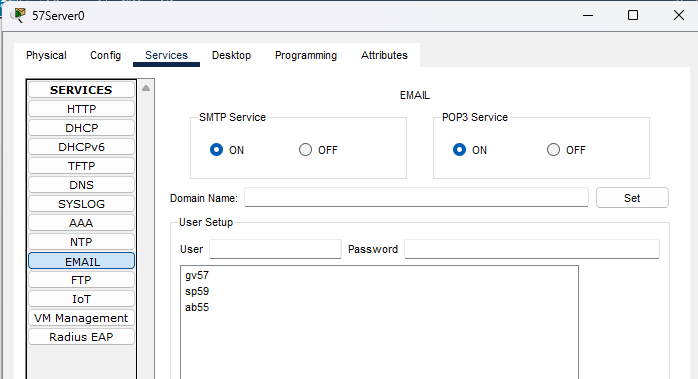 57Server0
Physical Config Services Desktop Programming Attributes
SERVICES
HTTP
DHCP
DHCPv6
TFTP
DNS
SYSLOG
AAA
NTP
EMAIL
FTP
IoT
VM Management
Radius EAP
EMAIL
SMTP Service
ON OFF
POP3 Service
ON OFF
Domain Name: Set
User Setup
User Password
gv57
sp59
ab55